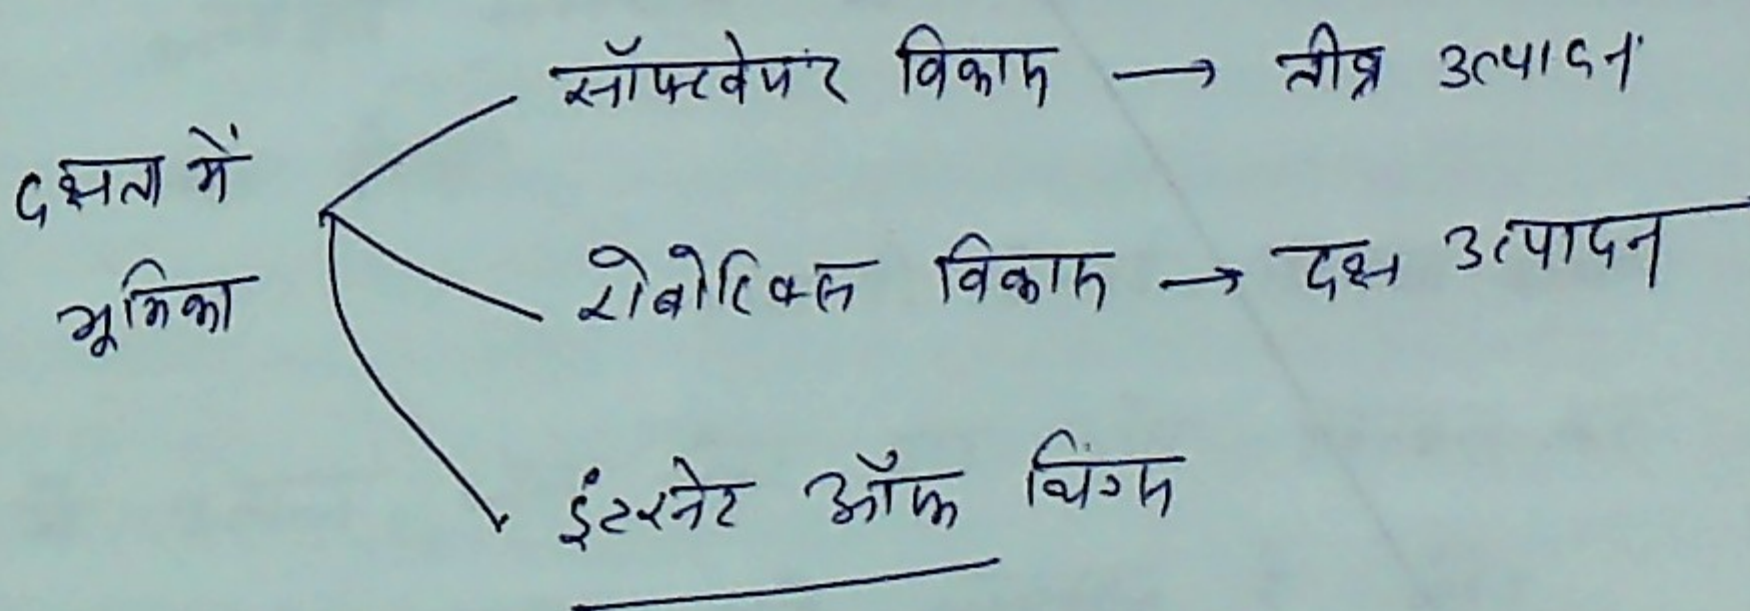 दक्षता में
भूमिका
सॉफ्टवेयर विकास → तीव्र उत्पादन
रोबोटिक्स विकास → दक्ष उत्पादन
इंटरनेट ऑफ थिंग्स